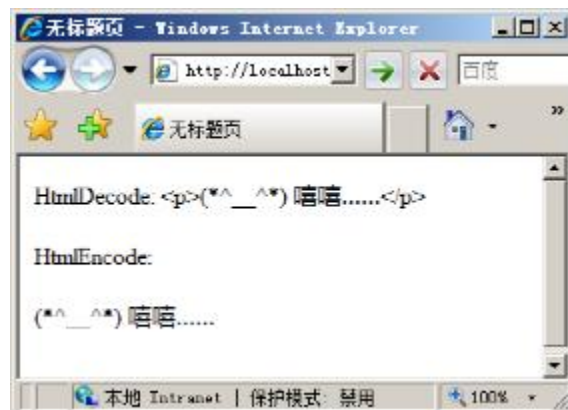 无标题页 - Windows Internet Explorer
http://localhost
百度
无标题页
»
HtmlDecode: <p>(*^__^*) 嘻嘻……</p>
HtmlEncode:
(*^__^*) 嘻嘻……
本地 Intranet | 保护模式: 禁用
100%